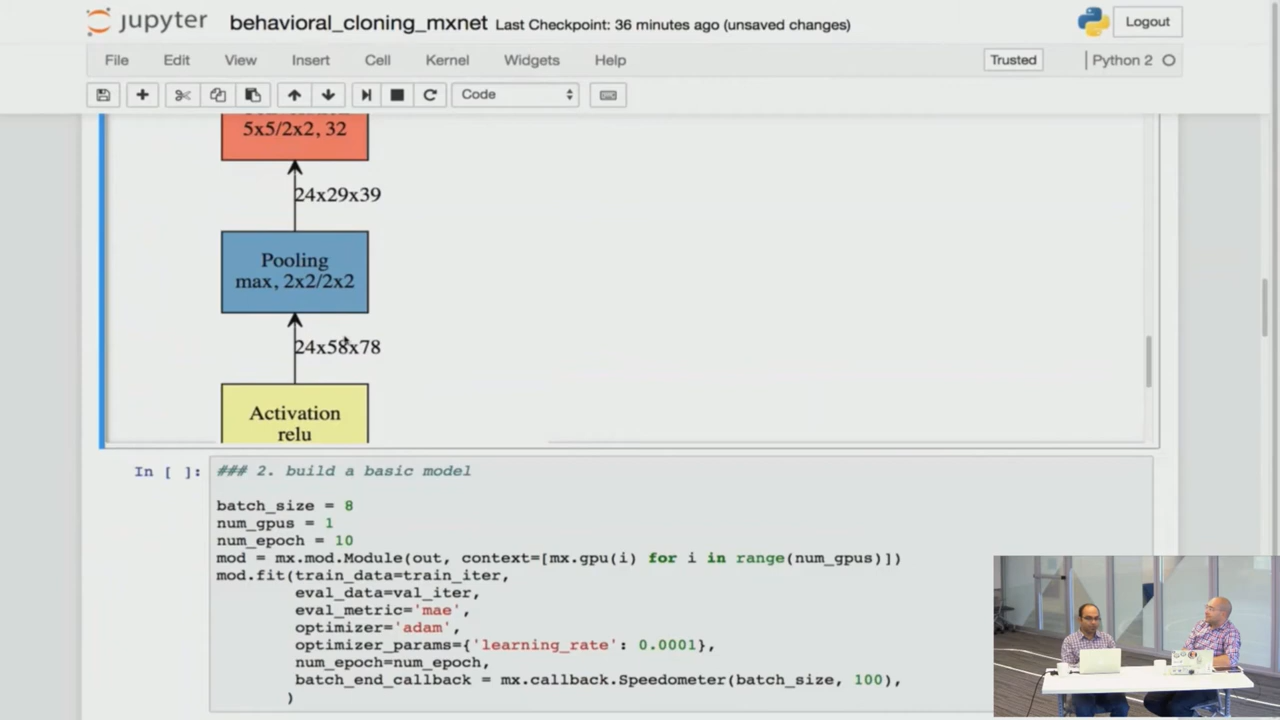 jupyter behavioral_cloning_mxnet Last Checkpoint: 36 minutes ago (unsaved changes) Logout
File Edit View Insert Cell Kernel Widgets Help Trusted Python 2
Code
5x5/2x2, 32
24x29x39
Pooling
max, 2x2/2x2
24x58x78
Activation
relu
In [ ]: ### 2. build a basic model
batch_size = 8
num_gpus = 1
num_epoch = 10
mod = mx.mod.Module(out, context=[mx.gpu(i) for i in range(num_gpus)])
mod.fit(train_data=train_iter,
eval_data=val_iter,
eval_metric='mae',
optimizer='adam',
optimizer_params={'learning_rate': 0.0001},
num_epoch=num_epoch,
batch_end_callback = mx.callback.Speedometer(batch_size, 100),
)